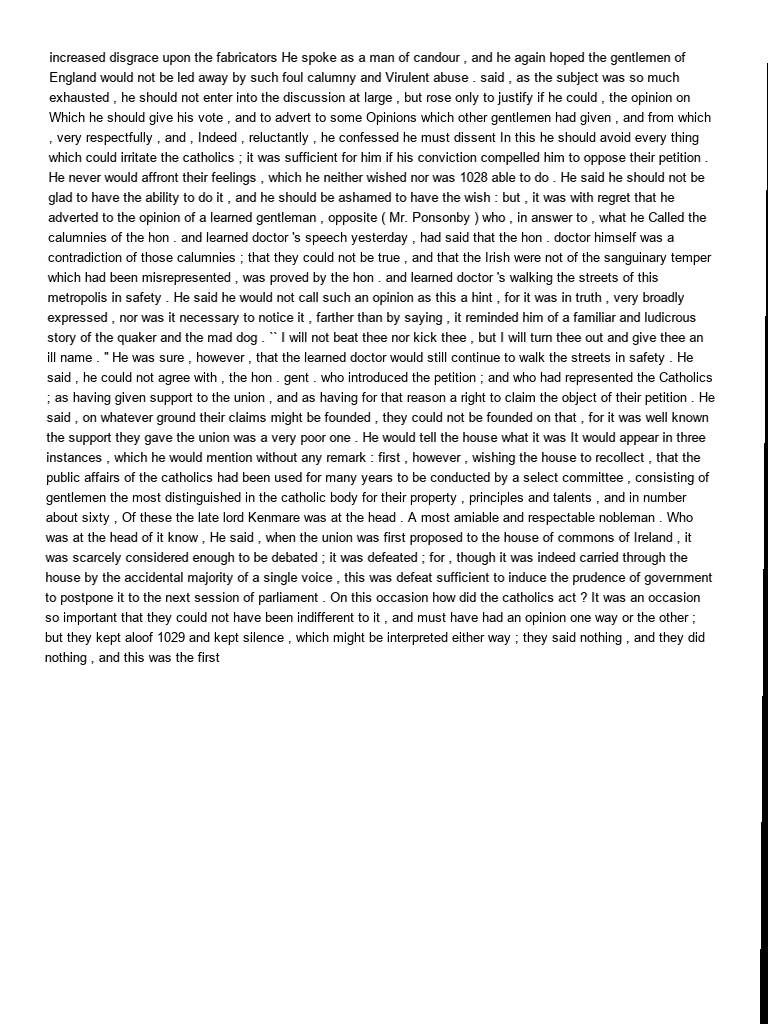 increased disgrace upon the fabricators He spoke as a man of candour , and he again hoped the gentlemen of
England would not be led away by such foul calumny and Virulent abuse . said , as the subject was so much
exhausted , he should not enter into the discussion at large , but rose only to justify if he could , the opinion on
Which he should give his vote , and to advert to some Opinions which other gentlemen had given , and from which
, very respectfully , and , Indeed , reluctantly , he confessed he must dissent In this he should avoid every thing
which could irritate the catholics ; it was sufficient for him if his conviction compelled him to oppose their petition .
He never would affront their feelings , which he neither wished nor was 1028 able to do . He said he should not be
glad to have the ability to do it , and he should be ashamed to have the wish : but , it was with regret that he
adverted to the opinion of a learned gentleman , opposite ( Mr. Ponsonby ) who , in answer to , what he Called the
calumnies of the hon . and learned doctor 's speech yesterday , had said that the hon . doctor himself was a
contradiction of those calumnies ; that they could not be true , and that the Irish were not of the sanguinary temper
which had been misrepresented , was proved by the hon . and learned doctor 's walking the streets of this
metropolis in safety . He said he would not call such an opinion as this a hint , for it was in truth , very broadly
expressed , nor was it necessary to notice it , farther than by saying , it reminded him of a familiar and ludicrous
story of the quaker and the mad dog . `` I will not beat thee nor kick thee , but I will turn thee out and give thee an
ill name . " He was sure , however , that the learned doctor would still continue to walk the streets in safety . He
said , he could not agree with , the hon . gent . who introduced the petition ; and who had represented the Catholics
; as having given support to the union , and as having for that reason a right to claim the object of their petition . He
said , on whatever ground their claims might be founded , they could not be founded on that , for it was well known
the support they gave the union was a very poor one . He would tell the house what it was It would appear in three
instances , which he would mention without any remark : first , however , wishing the house to recollect , that the
public affairs of the catholics had been used for many years to be conducted by a select committee , consisting of
gentlemen the most distinguished in the catholic body for their property , principles and talents , and in number
about sixty , Of these the late lord Kenmare was at the head . A most amiable and respectable nobleman . Who
was at the head of it know , He said , when the union was first proposed to the house of commons of Ireland , it
was scarcely considered enough to be debated ; it was defeated ; for , though it was indeed carried through the
house by the accidental majority of a single voice , this was defeat sufficient to induce the prudence of government
to postpone it to the next session of parliament . On this occasion how did the catholics act ? It was an occasion
so important that they could not have been indifferent to it , and must have had an opinion one way or the other ;
but they kept aloof 1029 and kept silence , which might be interpreted either way ; they said nothing , and they did
nothing , and this was the first